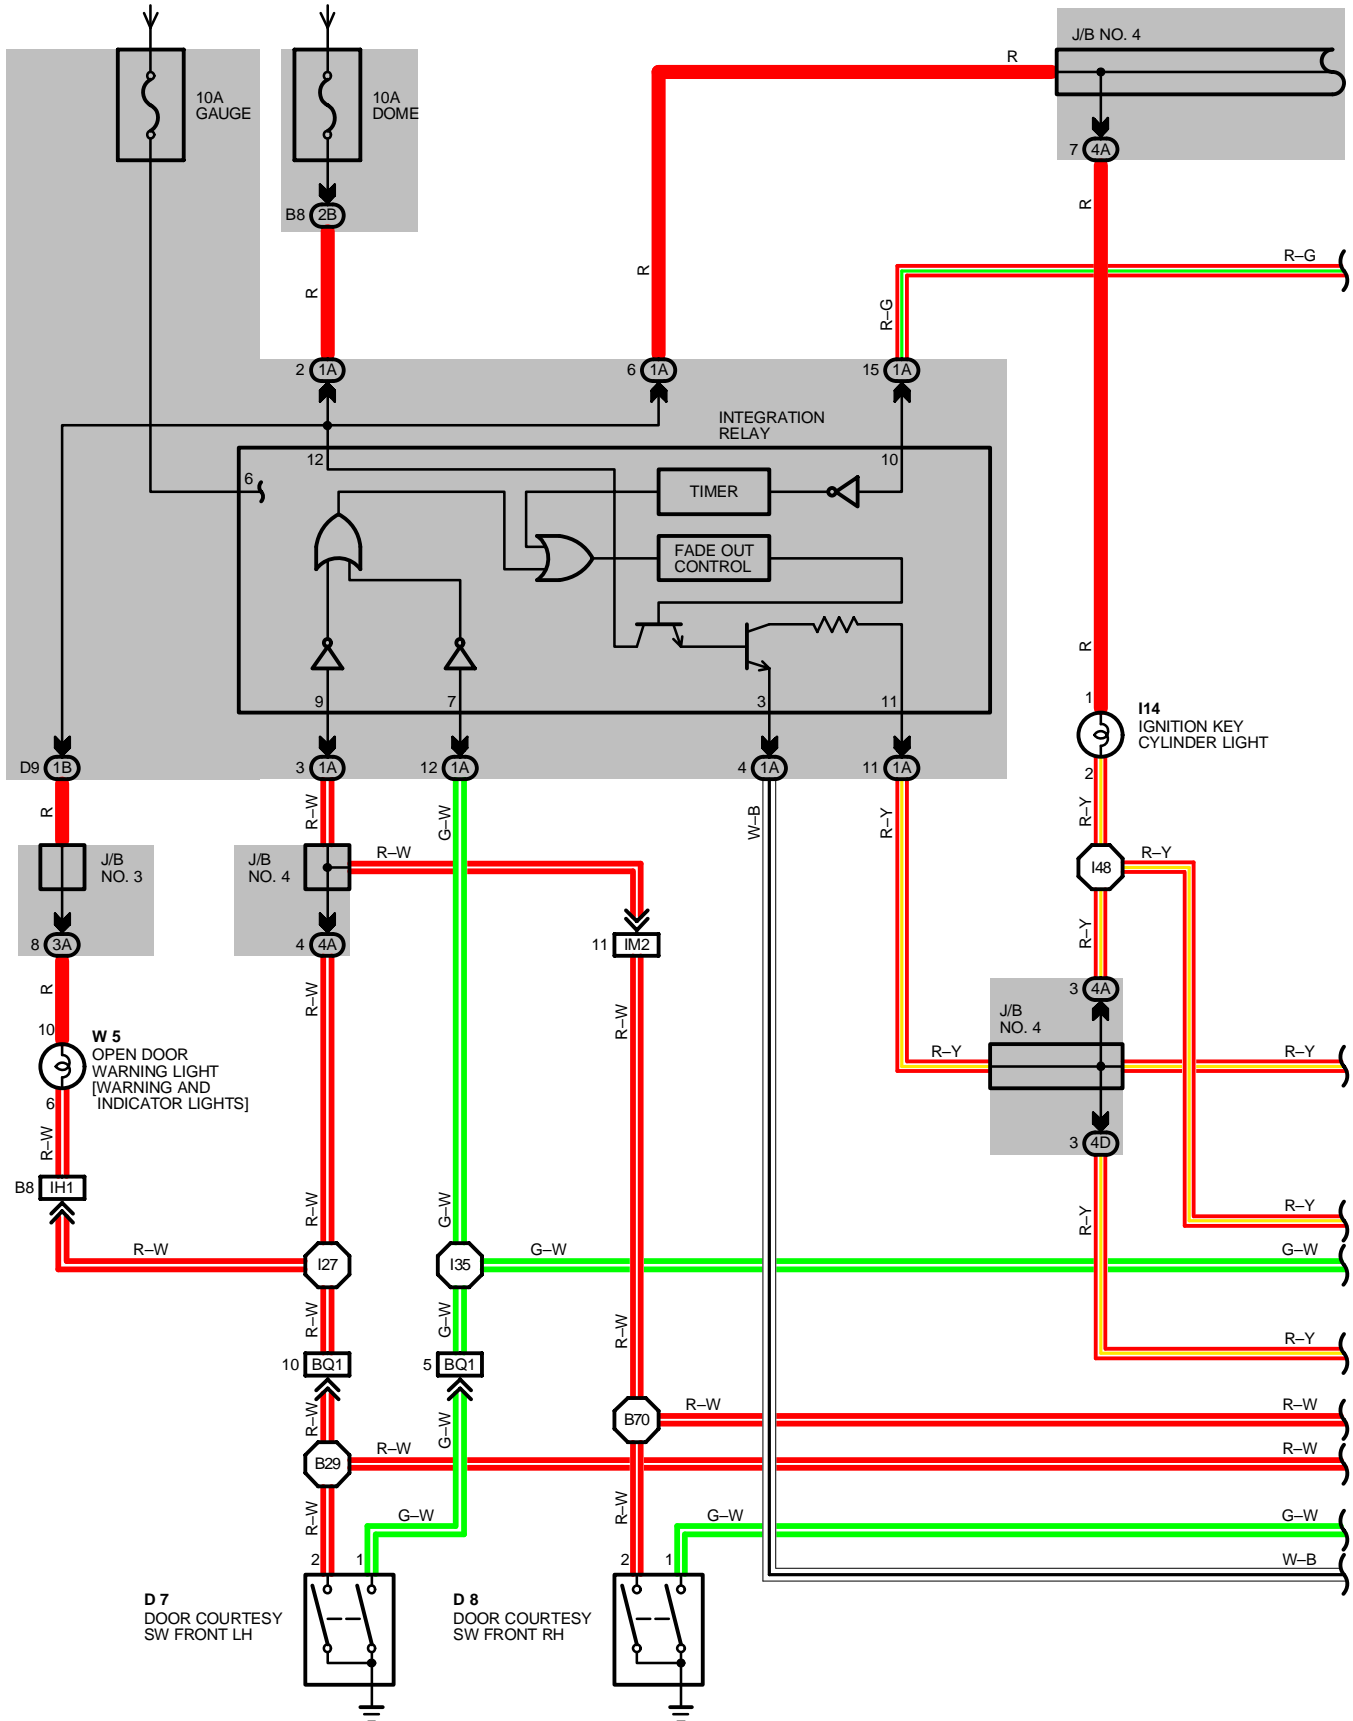 J/B NO. 4
R
10A
GAUGE
10A
DOME
7 4A
B8 2B
R
R–G
R
R
R–G
2 1A
6 1A
15 1A
INTEGRATION
RELAY
12
10
6
TIMER
FADE OUT
CONTROL
R
9
7
3
11
1
I14
IGNITION KEY
CYLINDER LIGHT
D9 1B
3 1A
12 1A
4 1A
11 1A
2
R
R–W
G–W
W–B
R–Y
R–Y
J/B
NO. 3
J/B
NO. 4
R–W
I48
R–Y
8 3A
4 4A
11 IM2
R–Y
R
R–W
R–W
3 4A
J/B
NO. 4
10
W 5
OPEN DOOR
WARNING LIGHT
[WARNING AND
INDICATOR LIGHTS]
R–Y
R–Y
6
R–W
3 4D
B8 IH1
R–W
G–W
R–Y
R–Y
R–W
I27
I35
G–W
G–W
R–W
G–W
R–W
R–Y
10 BQ1
5 BQ1
R–W
G–W
B70
R–W
R–W
B29
R–W
R–W
R–W
G–W
R–W
G–W
G–W
2
1
2
1
W–B
D 7
DOOR COURTESY
SW FRONT LH
D 8
DOOR COURTESY
SW FRONT RH